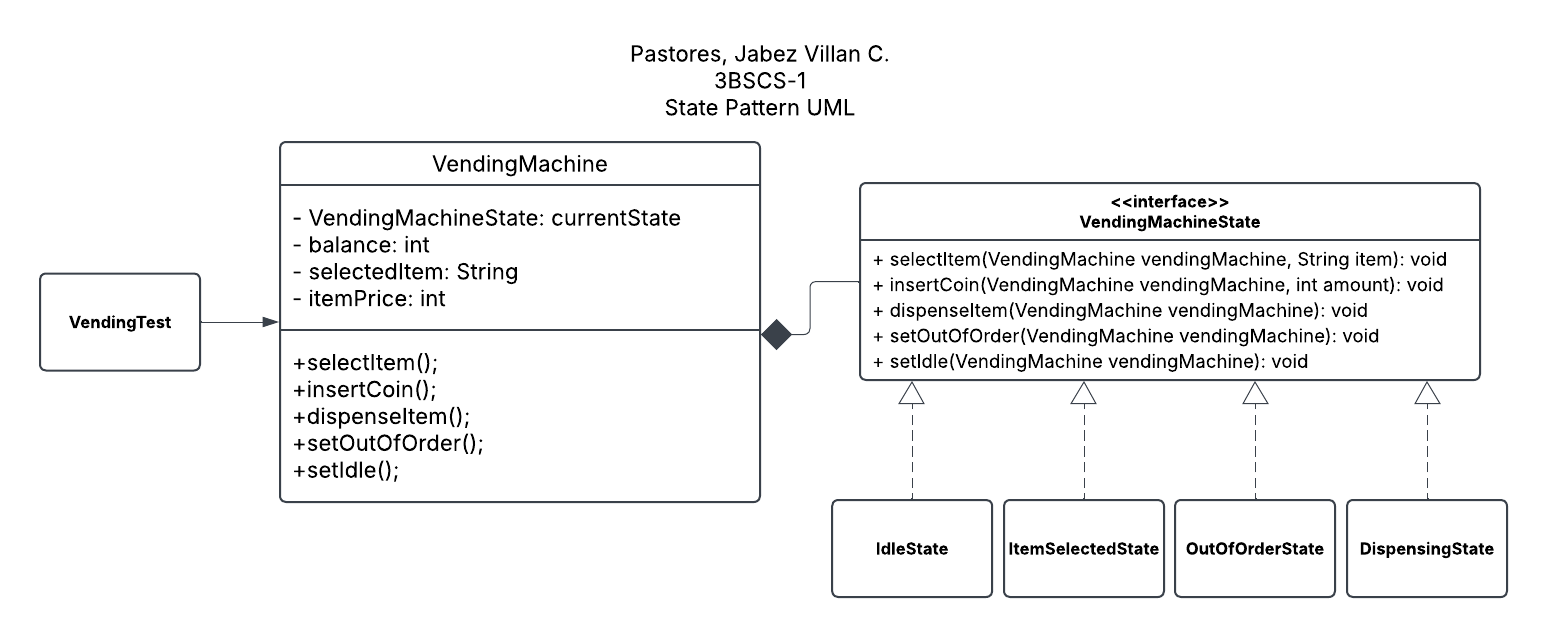 Pastores, Jabez Villan C.
3BSCS-1
State Pattern UML
VendingTest
VendingMachine
- VendingMachineState: currentState
- balance: int
- selectedItem: String
- itemPrice: int
+selectItem();
+insertCoin();
+dispenseItem();
+setOutOfOrder();
+setIdle();
<<interface>>
VendingMachineState
+ selectItem(VendingMachine vendingMachine, String item): void
+ insertCoin(VendingMachine vendingMachine, int amount): void
+ dispenseItem(VendingMachine vendingMachine): void
+ setOutOfOrder(VendingMachine vendingMachine): void
+ setIdle(VendingMachine vendingMachine): void
IdleState
ItemSelectedState
OutOfOrderState
DispensingState